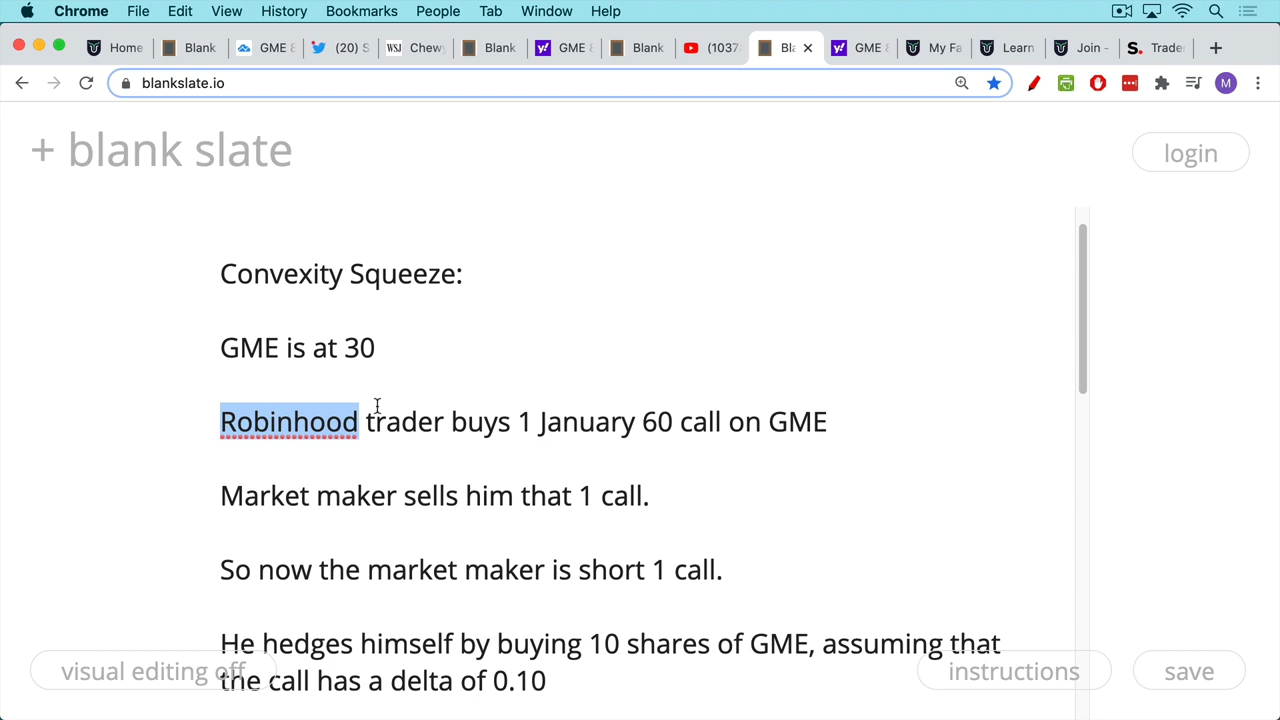 Chrome File Edit View History Bookmarks People Tab Window Help
Home Blank GME & (20) S WSJ Chewy Blank GME & Blank (1037 Bla GME & My Fa Learn Join - S. Trade +
blankslate.io M
+ blank slate
login
Convexity Squeeze:
GME is at 30
Robinhood trader buys 1 January 60 call on GME
Market maker sells him that 1 call.
So now the market maker is short 1 call.
He hedges himself by buying 10 shares of GME, assuming that
the call has a delta of 0.10
visual editing off instructions save